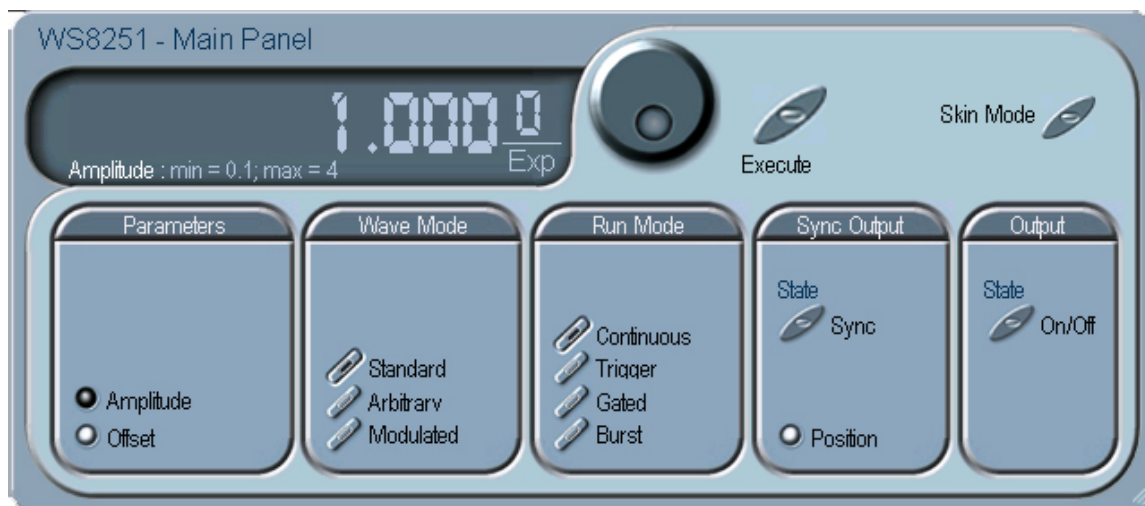 WS8251 - Main Panel
1.000 0
Exp
Amplitude : min = 0.1; max = 4
Execute
Skin Mode
Parameters
Amplitude
Offset
Wave Mode
Standard
Arbitrary
Modulated
Run Mode
Continuous
Trigger
Gated
Burst
Sync Output
State
Sync
Position
Output
State
On/Off